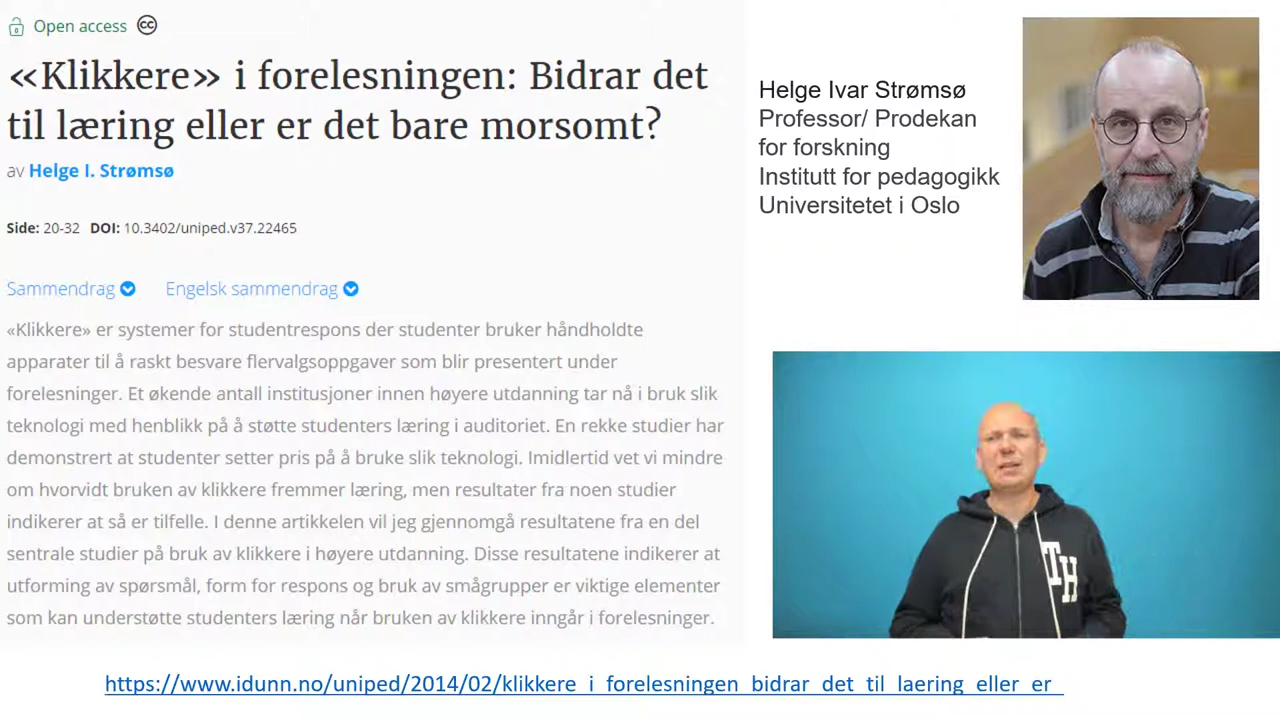 Open access
«Klikkere» i forelesningen: Bidrar det
til læring eller er det bare morsomt?
av Helge I. Strømsø
Side: 20-32 DOI: 10.3402/uniped.v37.22465
Sammendrag Engelsk sammendrag
«Klikkere» er systemer for studentrespons der studenter bruker håndholdte
apparater til å raskt besvare flervalgsoppgaver som blir presentert under
forelesninger. Et økende antall institusjoner innen høyere utdanning tar nå i bruk slik
teknologi med henblikk på å støtte studenters læring i auditoriet. En rekke studier har
demonstrert at studenter setter pris på å bruke slik teknologi. Imidlertid vet vi mindre
om hvorvidt bruken av klikkere fremmer læring, men resultater fra noen studier
indikerer at så er tilfelle. I denne artikkelen vil jeg gjennomgå resultatene fra en del
sentrale studier på bruk av klikkere i høyere utdanning. Disse resultatene indikerer at
utforming av spørsmål, form for respons og bruk av smågrupper er viktige elementer
som kan understøtte studenters læring når bruken av klikkere inngår i forelesninger.
Helge Ivar Strømsø
Professor/ Prodekan
for forskning
Institutt for pedagogikk
Universitetet i Oslo
TH
https://www.idunn.no/uniped/2014/02/klikkere_i_forelesningen_bidrar_det_til_laering_eller_er_